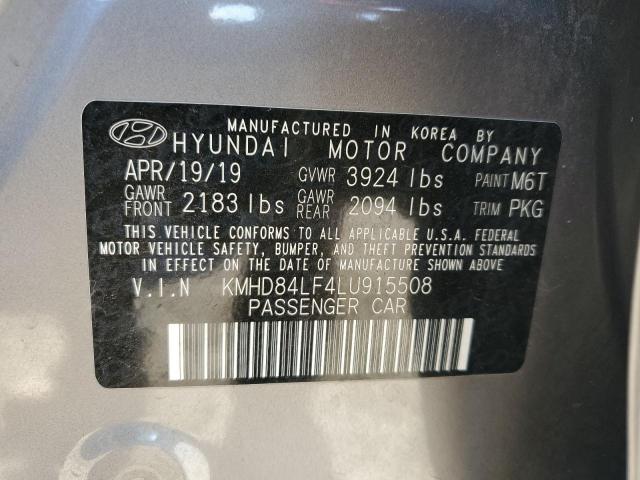 MANUFACTURED IN KOREA BY
HYUNDAI MOTOR COMPANY
APR/19/19 GVWR 3924 lbs PAINT M6T
GAWR FRONT 2183 lbs GAWR REAR 2094 lbs TRIM PKG
THIS VEHICLE CONFORMS TO ALL APPLICABLE U.S.A. FEDERAL
MOTOR VEHICLE SAFETY, BUMPER, AND THEFT PREVENTION STANDARDS
IN EFFECT ON THE DATE OF MANUFACTURE SHOWN ABOVE
V.I.N KMHD84LF4LU915508
PASSENGER CAR